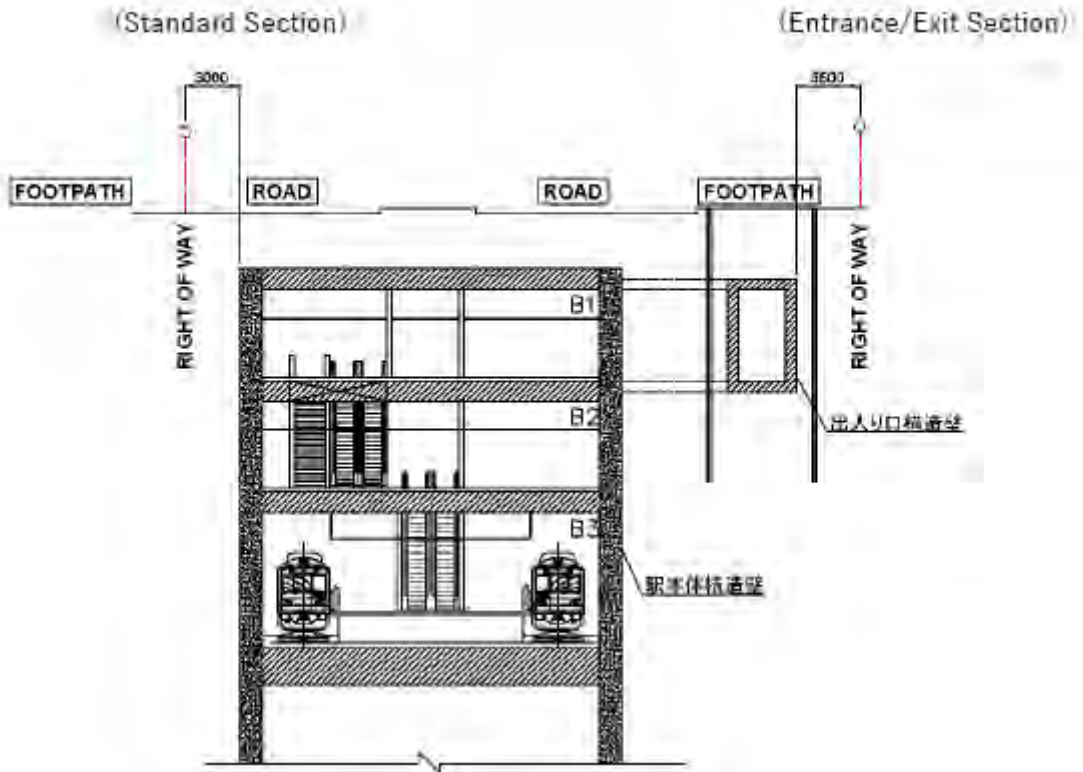 (Standard Section)
(Entrance/Exit Section)
3000
3500
FOOTPATH
ROAD
ROAD
FOOTPATH
RIGHT OF WAY
RIGHT OF WAY
B1
B2
B3
出入り口構造壁
駅本体構造壁